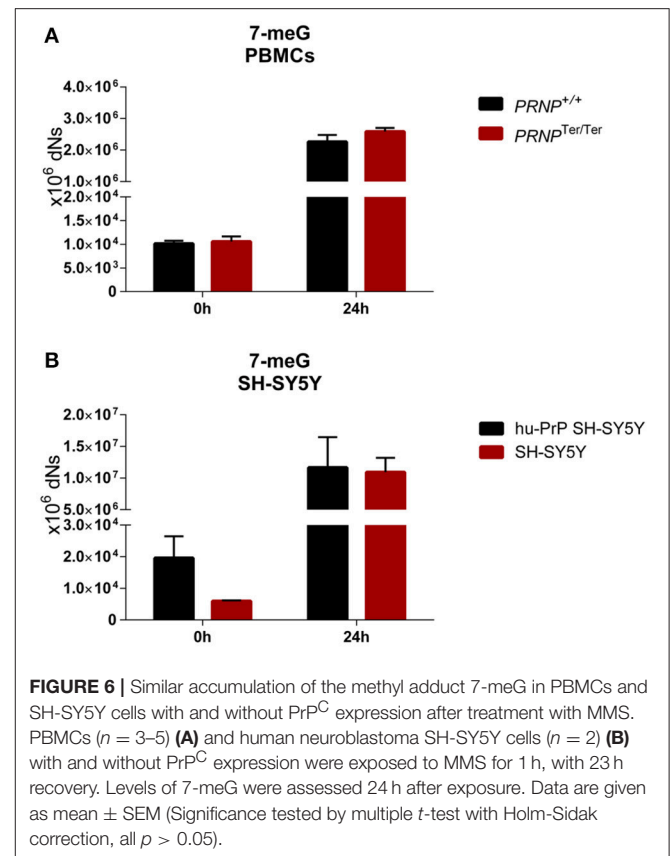 A
7-meG
PBMCs
x10⁶ dNs
4.0×10⁶
3.0×10⁶
2.0×10⁶
1.0×10⁶
2.0×10⁴
1.5×10⁴
1.0×10⁴
5.0×10³
0
0h
24h
PRNP+/+
PRNPTer/Ter
B
7-meG
SH-SY5Y
x10⁶ dNs
2.0×10⁷
1.5×10⁷
1.0×10⁷
5.0×10⁶
3.0×10⁴
2.0×10⁴
1.0×10⁴
0
0h
24h
hu-PrP SH-SY5Y
SH-SY5Y
FIGURE 6 | Similar accumulation of the methyl adduct 7-meG in PBMCs and
SH-SY5Y cells with and without PrPC expression after treatment with MMS.
PBMCs (n = 3–5) (A) and human neuroblastoma SH-SY5Y cells (n = 2) (B)
with and without PrPC expression were exposed to MMS for 1 h, with 23 h
recovery. Levels of 7-meG were assessed 24 h after exposure. Data are given
as mean ± SEM (Significance tested by multiple t-test with Holm-Sidak
correction, all p > 0.05).